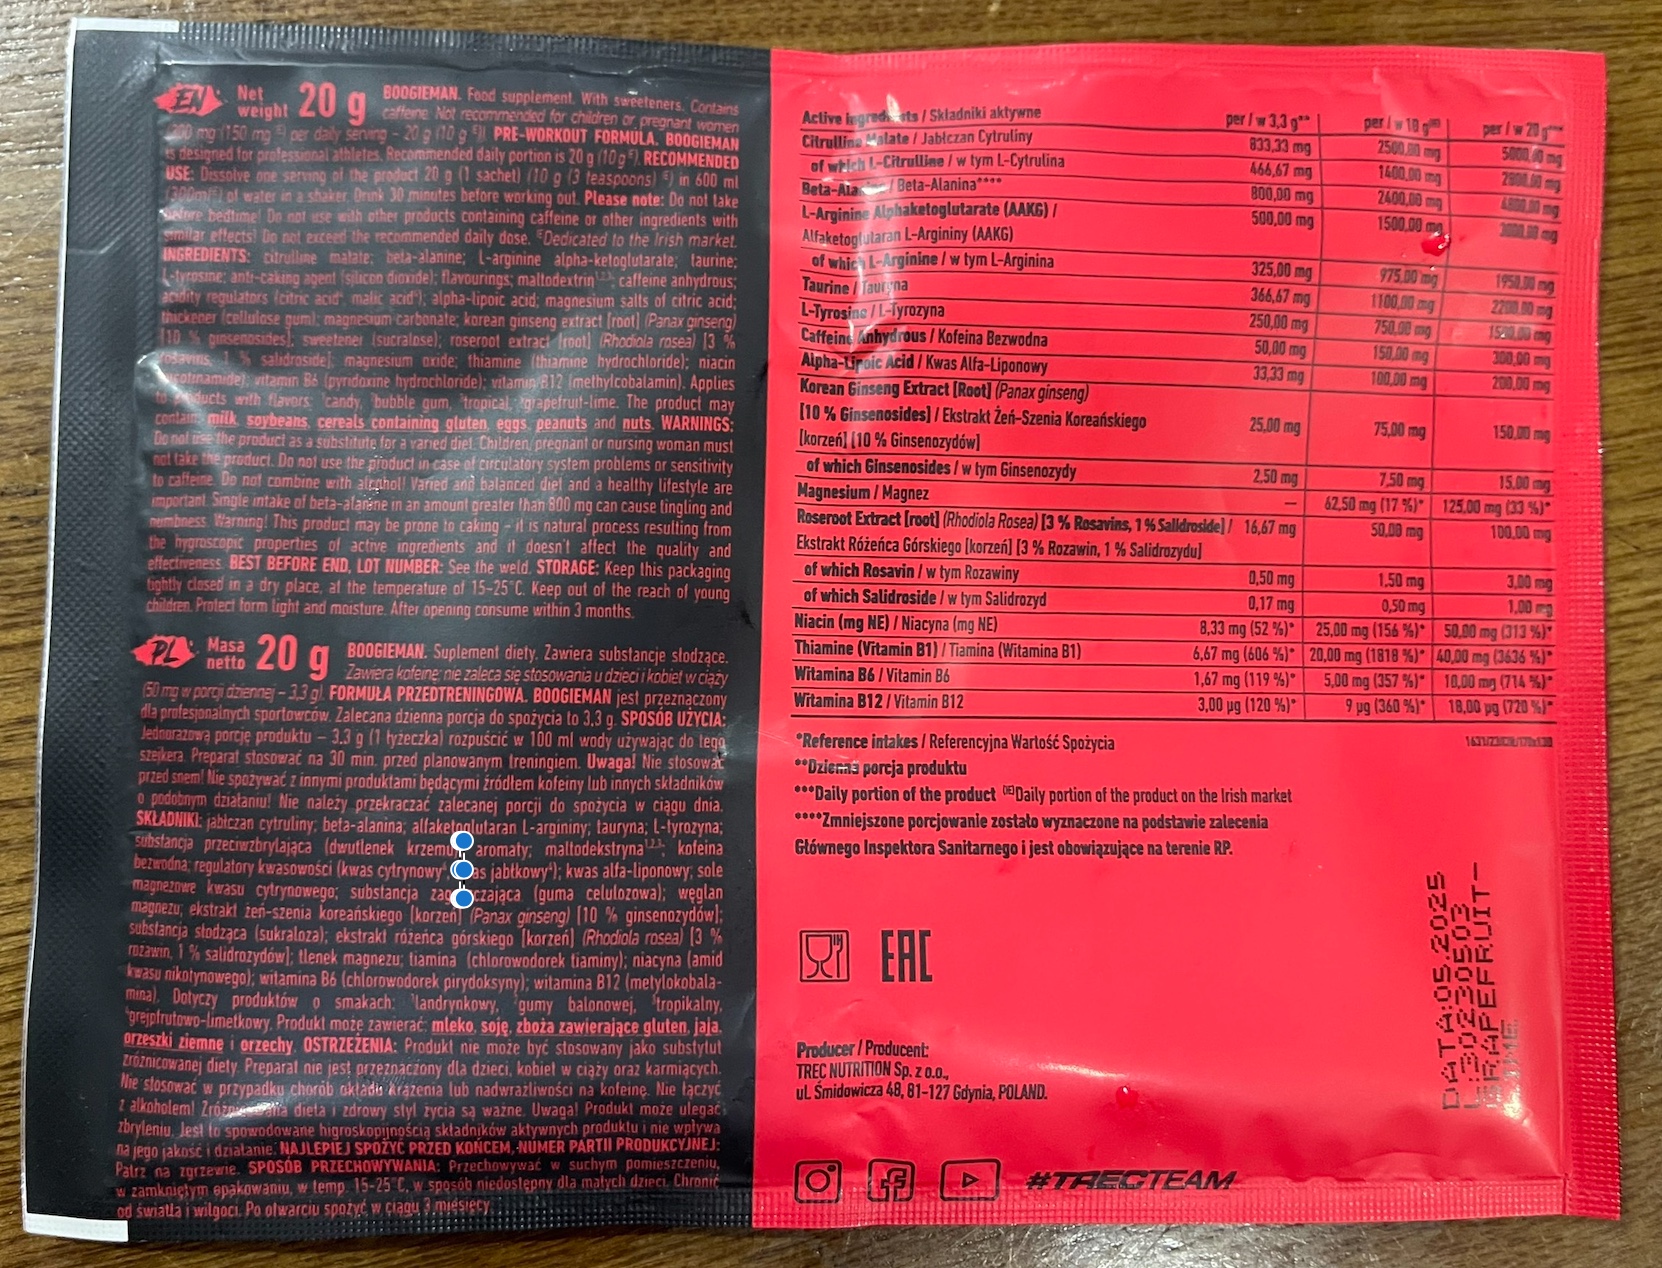 EN Net weight 20 g
BOOGIEMAN. Food supplement. With sweeteners. Contains
caffeine. Not recommended for children or pregnant women
(200 mg (150 mg ᴱ) per daily serving – 20 g (10 g ᴱ)). PRE-WORKOUT FORMULA. BOOGIEMAN
is designed for professional athletes. Recommended daily portion is 20 g (10 g ᴱ). RECOMMENDED
USE: Dissolve one serving of the product 20 g (1 sachet) (10 g (3 teaspoons) ᴱ) in 600 ml
(300ml ᴱ) of water in a shaker. Drink 30 minutes before working out. Please note: Do not take
before bedtime! Do not use with other products containing caffeine or other ingredients with
similar effects! Do not exceed the recommended daily dose. ᴱDedicated to the Irish market.
INGREDIENTS: citrulline malate; beta-alanine; L-arginine alpha-ketoglutarate; taurine;
L-tyrosine; anti-caking agent (silicon dioxide); flavourings; maltodextrin¹,²,³; caffeine anhydrous;
acidity regulators (citric acid⁴, malic acid⁴); alpha-lipoic acid; magnesium salts of citric acid;
thickener (cellulose gum); magnesium carbonate; korean ginseng extract [root] (Panax ginseng)
[10 % ginsenosides]; sweetener (sucralose); roseroot extract [root] (Rhodiola rosea) [3 %
rosavins, 1 % salidroside]; magnesium oxide; thiamine (thiamine hydrochloride); niacin
(nicotinamide); vitamin B6 (pyridoxine hydrochloride); vitamin B12 (methylcobalamin). Applies
to products with flavors: ¹candy, ²bubble gum, ³tropical, ⁴grapefruit-lime. The product may
contain: milk, soybeans, cereals containing gluten, eggs, peanuts and nuts. WARNINGS:
Do not use the product as a substitute for a varied diet. Children, pregnant or nursing woman must
not take the product. Do not use the product in case of circulatory system problems or sensitivity
to caffeine. Do not combine with alcohol! Varied and balanced diet and a healthy lifestyle are
important. Single intake of beta-alanine in an amount greater than 800 mg can cause tingling and
numbness. Warning! This product may be prone to caking – it is natural process resulting from
the hygroscopic properties of active ingredients and it doesn't affect the quality and
effectiveness. BEST BEFORE END, LOT NUMBER: See the weld. STORAGE: Keep this packaging
tightly closed in a dry place, at the temperature of 15-25°C. Keep out of the reach of young
children. Protect form light and moisture. After opening consume within 3 months.
PL Masa netto 20 g
BOOGIEMAN. Suplement diety. Zawiera substancje słodzące.
Zawiera kofeinę; nie zaleca się stosowania u dzieci i kobiet w ciąży
(50 mg w porcji dziennej – 3,3 g). FORMUŁA PRZEDTRENINGOWA. BOOGIEMAN jest przeznaczony
dla profesjonalnych sportowców. Zalecana dzienna porcja do spożycia to 3,3 g. SPOSÓB UŻYCIA:
Jednorazową porcję produktu – 3,3 g (1 łyżeczka) rozpuścić w 100 ml wody używając do tego
szejkera. Preparat stosować na 30 min. przed planowanym treningiem. Uwaga! Nie stosować
przed snem! Nie spożywać z innymi produktami będącymi źródłem kofeiny lub innych składników
o podobnym działaniu! Nie należy przekraczać zalecanej porcji do spożycia w ciągu dnia.
SKŁADNIKI: jabłczan cytruliny; beta-alanina; alfaketoglutaran L-argininy; tauryna; L-tyrozyna;
substancja przeciwzbrylająca (dwutlenek krzemu); aromaty; maltodekstryna¹,²,³; kofeina
bezwodna; regulatory kwasowości (kwas cytrynowy⁴, kwas jabłkowy⁴); kwas alfa-liponowy; sole
magnezowe kwasu cytrynowego; substancja zagęszczająca (guma celulozowa); węglan
magnezu; ekstrakt żeń-szenia koreańskiego [korzeń] (Panax ginseng) [10 % ginsenozydów];
substancja słodząca (sukraloza); ekstrakt różeńca górskiego [korzeń] (Rhodiola rosea) [3 %
rozawin, 1 % salidrozydów]; tlenek magnezu; tiamina (chlorowodorek tiaminy); niacyna (amid
kwasu nikotynowego); witamina B6 (chlorowodorek pirydoksyny); witamina B12 (metylokobala-
mina). Dotyczy produktów o smakach: ¹landrynkowy, ²gumy balonowej, ³tropikalny,
⁴grejpfrutowo-limetkowy. Produkt może zawierać: mleko, soję, zboża zawierające gluten, jaja,
orzeszki ziemne i orzechy. OSTRZEŻENIA: Produkt nie może być stosowany jako substytut
zróżnicowanej diety. Preparat nie jest przeznaczony dla dzieci, kobiet w ciąży oraz karmiących.
Nie stosować w przypadku chorób układu krążenia lub nadwrażliwości na kofeinę. Nie łączyć
z alkoholem! Zróżnicowana dieta i zdrowy styl życia są ważne. Uwaga! Produkt może ulegać
zbryleniu. Jest to spowodowane higroskopijnością składników aktywnych produktu i nie wpływa
na jego jakość i działanie. NAJLEPIEJ SPOŻYĆ PRZED KOŃCEM, NUMER PARTII PRODUKCYJNEJ:
Patrz na zgrzewie. SPOSÓB PRZECHOWYWANIA: Przechowywać w suchym pomieszczeniu,
w zamkniętym opakowaniu, w temp. 15-25°C, w sposób niedostępny dla małych dzieci. Chronić
od światła i wilgoci. Po otwarciu spożyć w ciągu 3 miesięcy.
Active ingredients / Składniki aktywne per / w 3,3 g** per / w 10 g⁽ᴵᴱ⁾ per / w 20 g***
Citrulline Malate / Jabłczan Cytruliny 833,33 mg 2500,00 mg 5000,00 mg
of which L-Citrulline / w tym L-Cytrulina 466,67 mg 1400,00 mg 2800,00 mg
Beta-Alanine / Beta-Alanina**** 800,00 mg 2400,00 mg 4800,00 mg
L-Arginine Alphaketoglutarate (AAKG) / 500,00 mg 1500,00 mg 3000,00 mg
Alfaketoglutaran L-Argininy (AAKG)
of which L-Arginine / w tym L-Arginina 325,00 mg 975,00 mg 1950,00 mg
Taurine / Tauryna 366,67 mg 1100,00 mg 2200,00 mg
L-Tyrosine / L-Tyrozyna 250,00 mg 750,00 mg 1500,00 mg
Caffeine Anhydrous / Kofeina Bezwodna 50,00 mg 150,00 mg 300,00 mg
Alpha-Lipoic Acid / Kwas Alfa-Liponowy 33,33 mg 100,00 mg 200,00 mg
Korean Ginseng Extract [Root] (Panax ginseng)
[10 % Ginsenosides] / Ekstrakt Żeń-Szenia Koreańskiego 25,00 mg 75,00 mg 150,00 mg
[korzeń] [10 % Ginsenozydów]
of which Ginsenosides / w tym Ginsenozydy 2,50 mg 7,50 mg 15,00 mg
Magnesium / Magnez – 62,50 mg (17 %)* 125,00 mg (33 %)*
Roseroot Extract [root] (Rhodiola Rosea) [3 % Rosavins, 1 % Salidroside] / 16,67 mg 50,00 mg 100,00 mg
Ekstrakt Różeńca Górskiego [korzeń] [3 % Rozawin, 1 % Salidrozydu]
of which Rosavin / w tym Rozawiny 0,50 mg 1,50 mg 3,00 mg
of which Salidroside / w tym Salidrozyd 0,17 mg 0,50 mg 1,00 mg
Niacin (mg NE) / Niacyna (mg NE) 8,33 mg (52 %)* 25,00 mg (156 %)* 50,00 mg (313 %)*
Thiamine (Vitamin B1) / Tiamina (Witamina B1) 6,67 mg (606 %)* 20,00 mg (1818 %)* 40,00 mg (3636 %)*
Witamina B6 / Vitamin B6 1,67 mg (119 %)* 5,00 mg (357 %)* 10,00 mg (714 %)*
Witamina B12 / Vitamin B12 3,00 µg (120 %)* 9 µg (360 %)* 18,00 µg (720 %)*
*Reference intakes / Referencyjna Wartość Spożycia
**Dzienna porcja produktu
***Daily portion of the product ⁽ᴵᴱ⁾Daily portion of the product on the Irish market
****Zmniejszone porcjowanie zostało wyznaczone na podstawie zalecenia
Głównego Inspektora Sanitarnego i jest obowiązujące na terenie RP.
EAC
Producer / Producent:
TREC NUTRITION Sp. z o.o.,
ul. Śmidowicza 48, 81-127 Gdynia, POLAND.
#TRECTEAM
DATA:05.2025
L:30230503
GRAPEFRUIT-
LIME